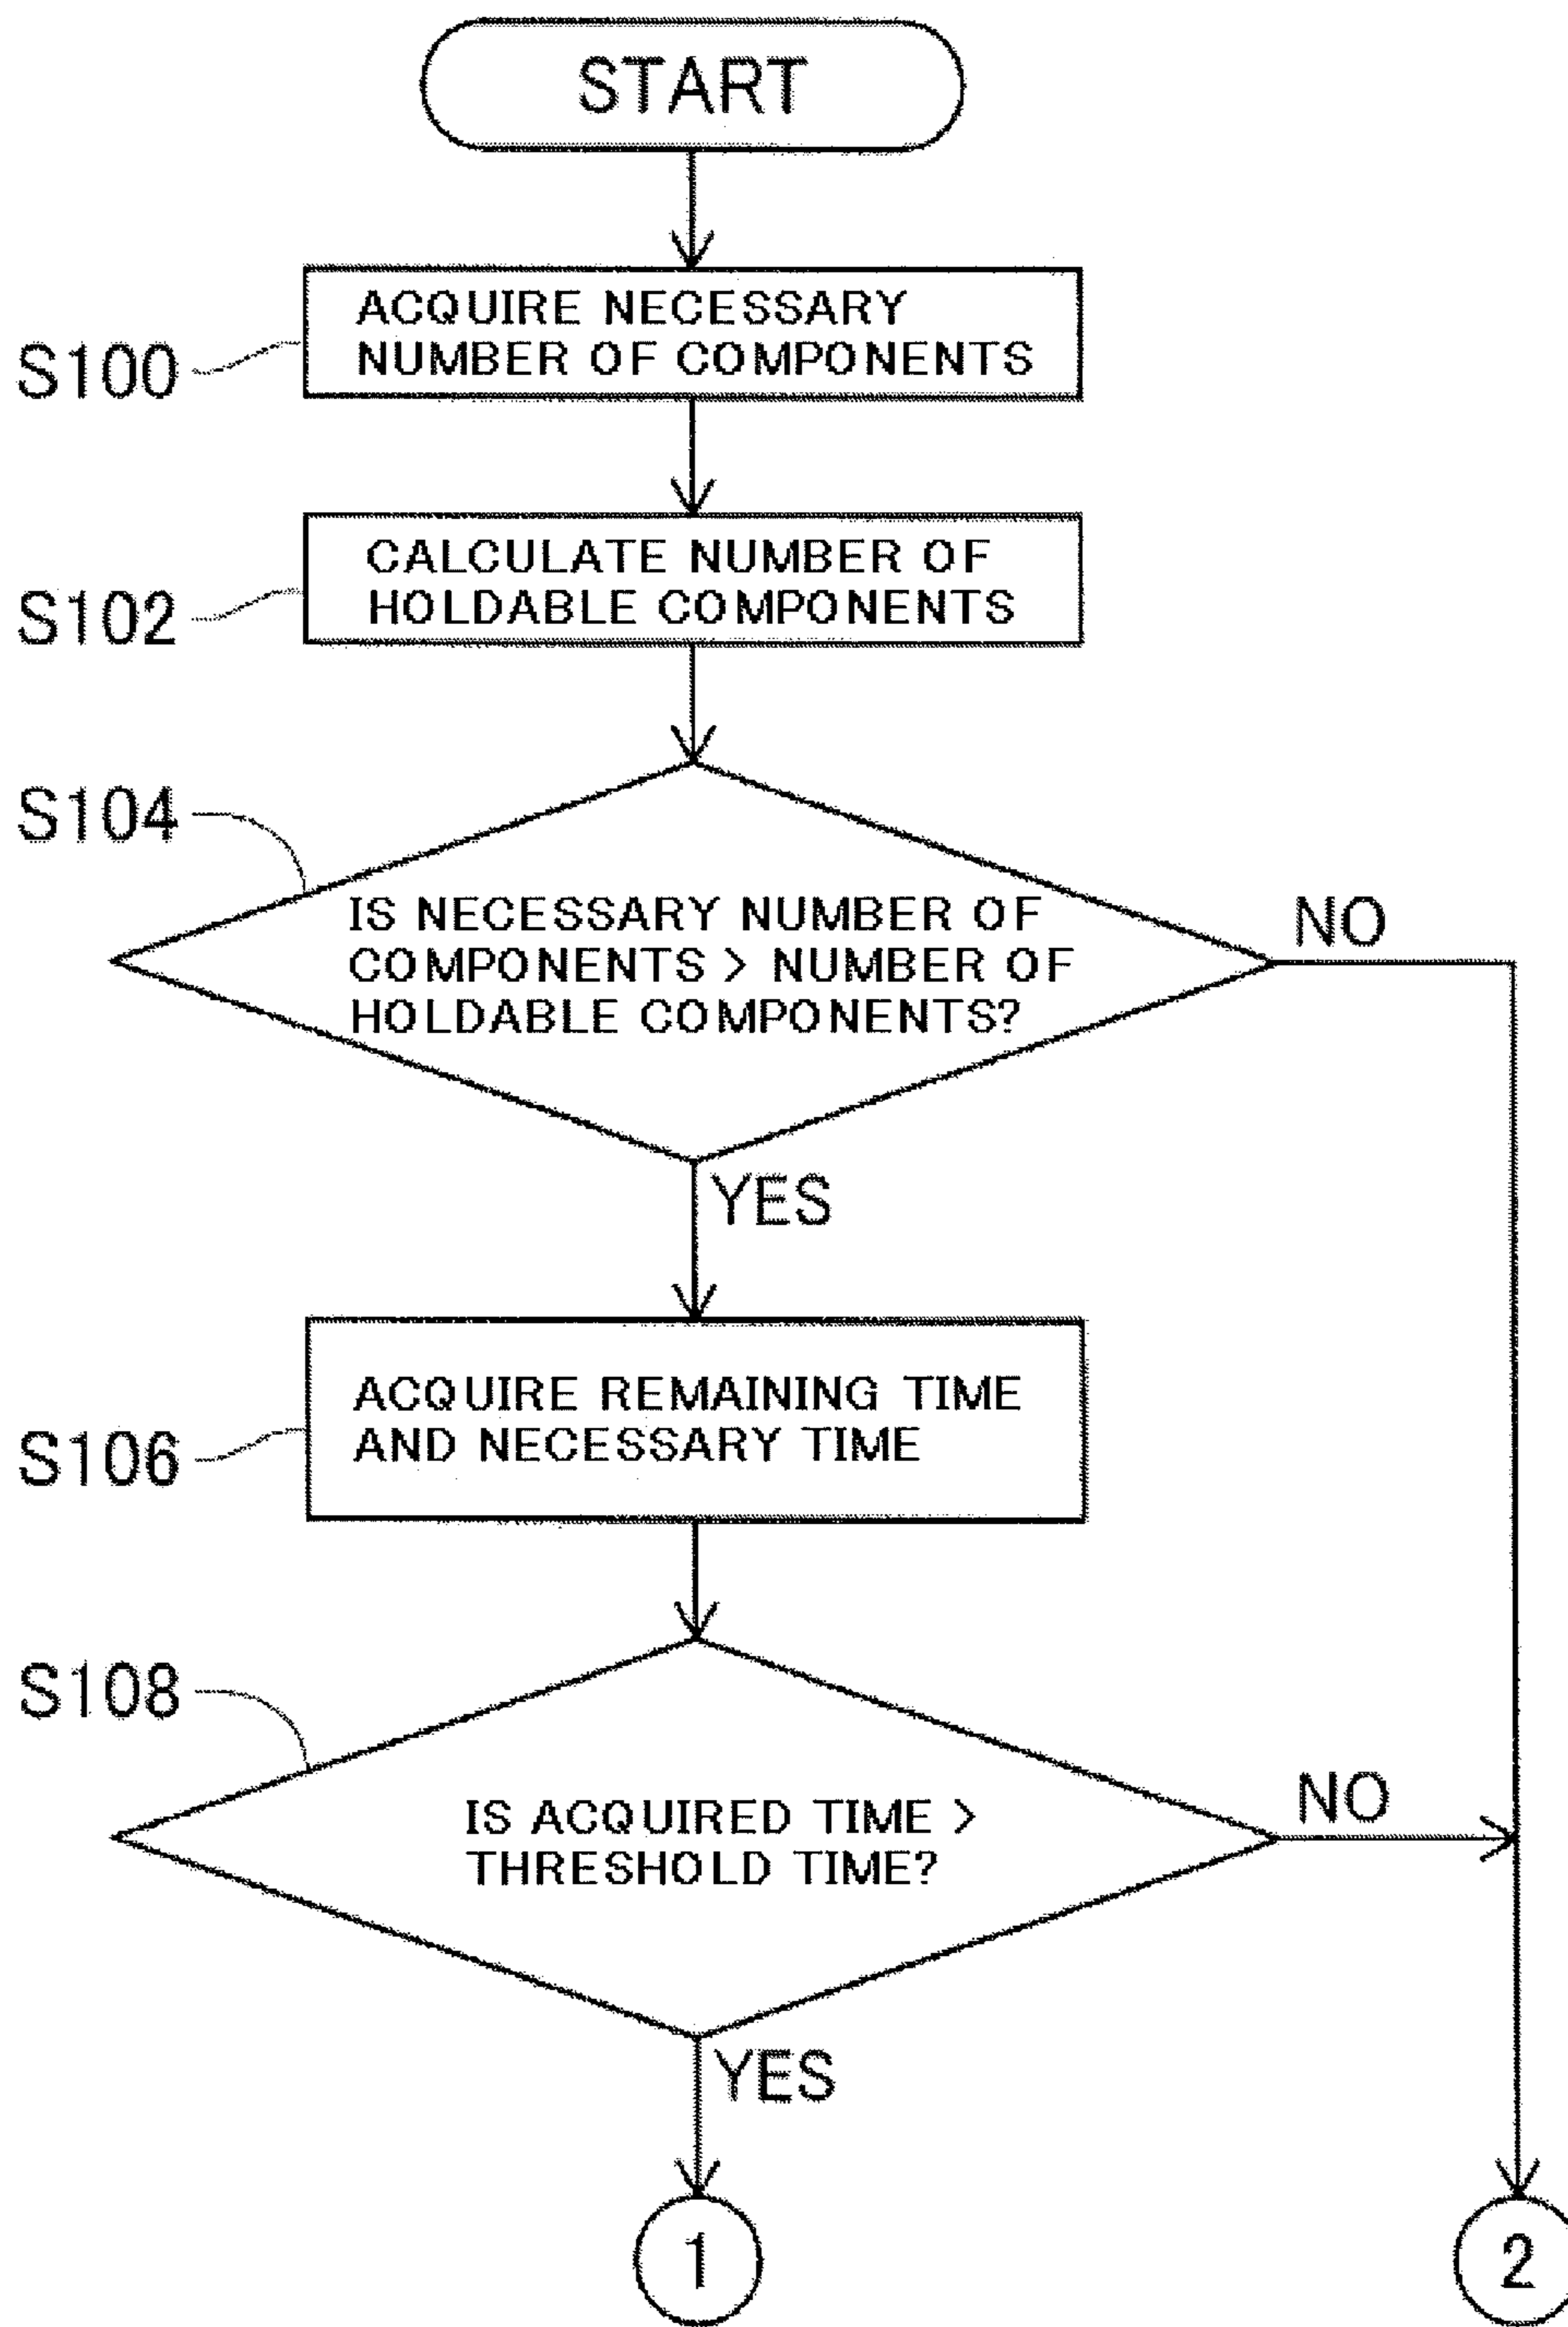 START
S100
ACQUIRE NECESSARY
NUMBER OF COMPONENTS
S102
CALCULATE NUMBER OF
HOLDABLE COMPONENTS
S104
IS NECESSARY NUMBER OF
COMPONENTS > NUMBER OF
HOLDABLE COMPONENTS?
NO
YES
S106
ACQUIRE REMAINING TIME
AND NECESSARY TIME
S108
IS ACQUIRED TIME >
THRESHOLD TIME?
NO
YES
1
2